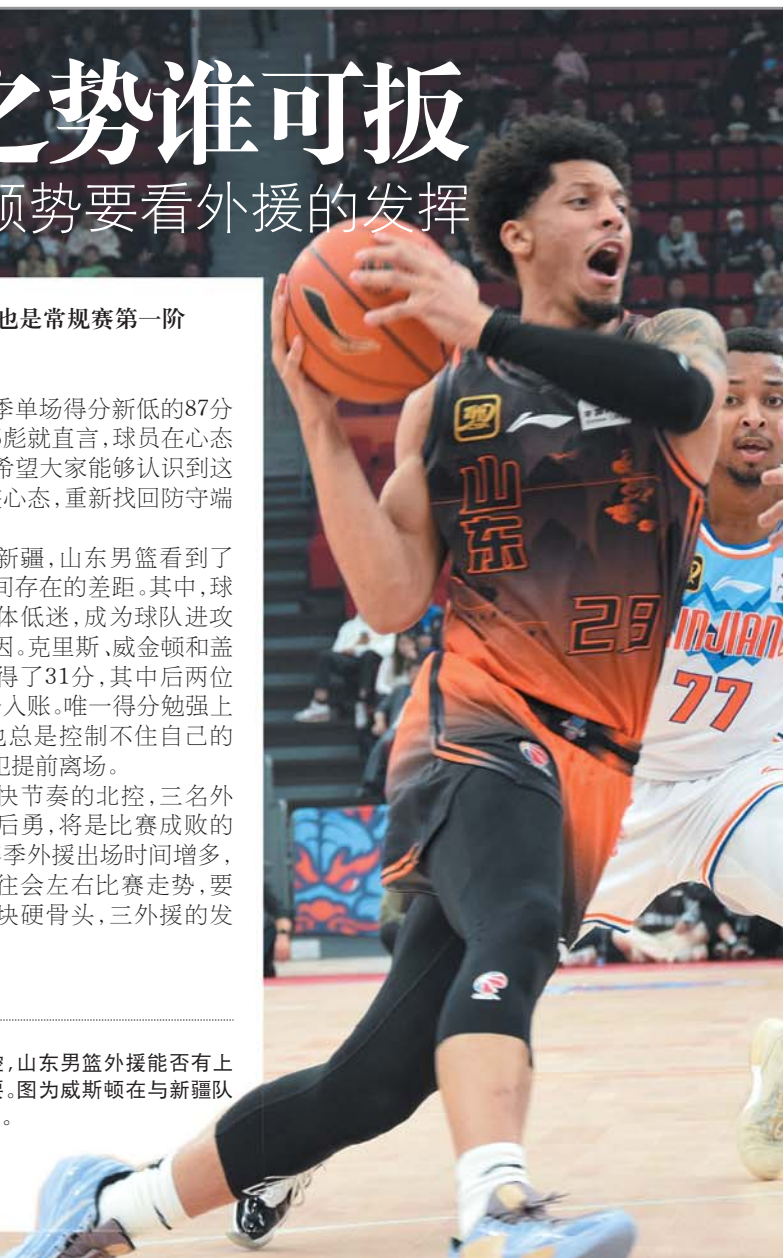 之势谁可扳
颓势要看外援的发挥
也是常规赛第一阶
季单场得分新低的87分
彪就直言,球员在心态
希望大家能够认识到这
心态,重新找回防守端
新疆,山东男篮看到了
间存在的差距。其中,球
体低迷,成为球队进攻
因。克里斯、威金顿和盖
得了31分,其中后两位
入账。唯一得分勉强上
也总是控制不住自己的
犯提前离场。
快节奏的北控,三名外
后勇,将是比赛成败的
季外援出场时间增多,
往会左右比赛走势,要
块硬骨头,三外援的发
,山东男篮外援能否有上
。图为威斯顿在与新疆队
。
山东
23
XINJIANG
77